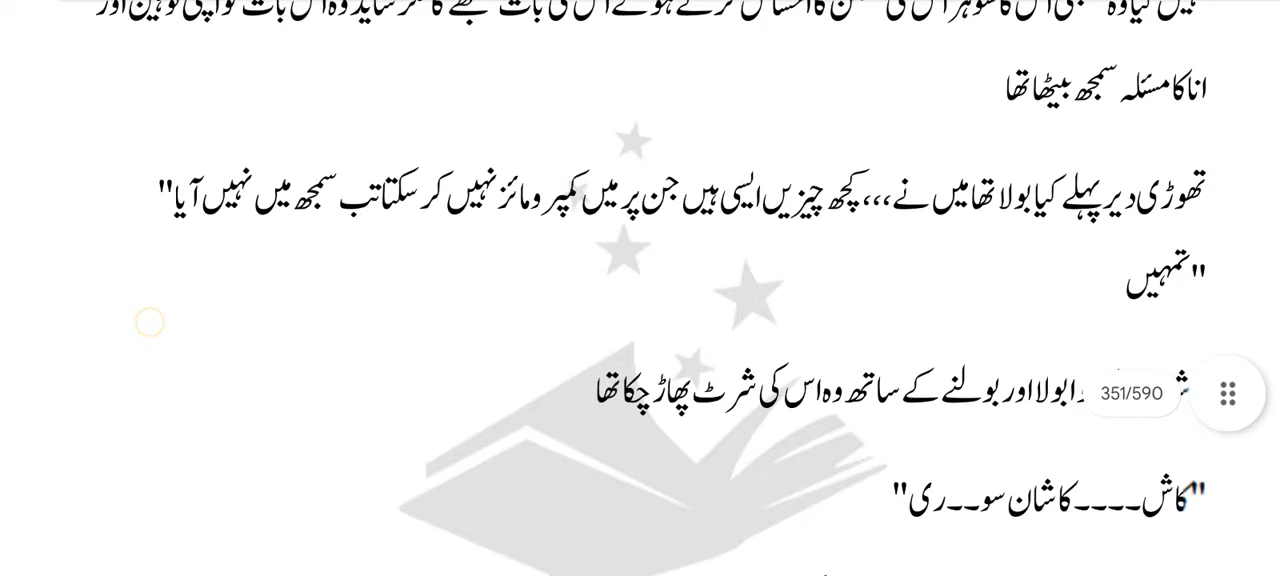 انا کا مسئلہ سمجھ بیٹھا تھا
تھوڑی دیر پہلے کیا بولا تھا میں نے ،،، کچھ چیزیں ایسی ہیں جن پر میں کمپرومائز نہیں کر سکتا تب سمجھ میں نہیں آیا"
"تمہیں
بولا اور بولنے کے ساتھ وہ اس کی شرٹ پھاڑ چکا تھا
351/590
"کاش۔۔۔۔کاشان سو۔۔ری"